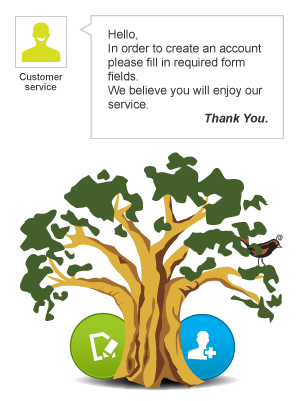 Hello,
In order to create an account
please fill in required form
fields.
We believe you will enjoy our
service.
Thank You.
Customer
service